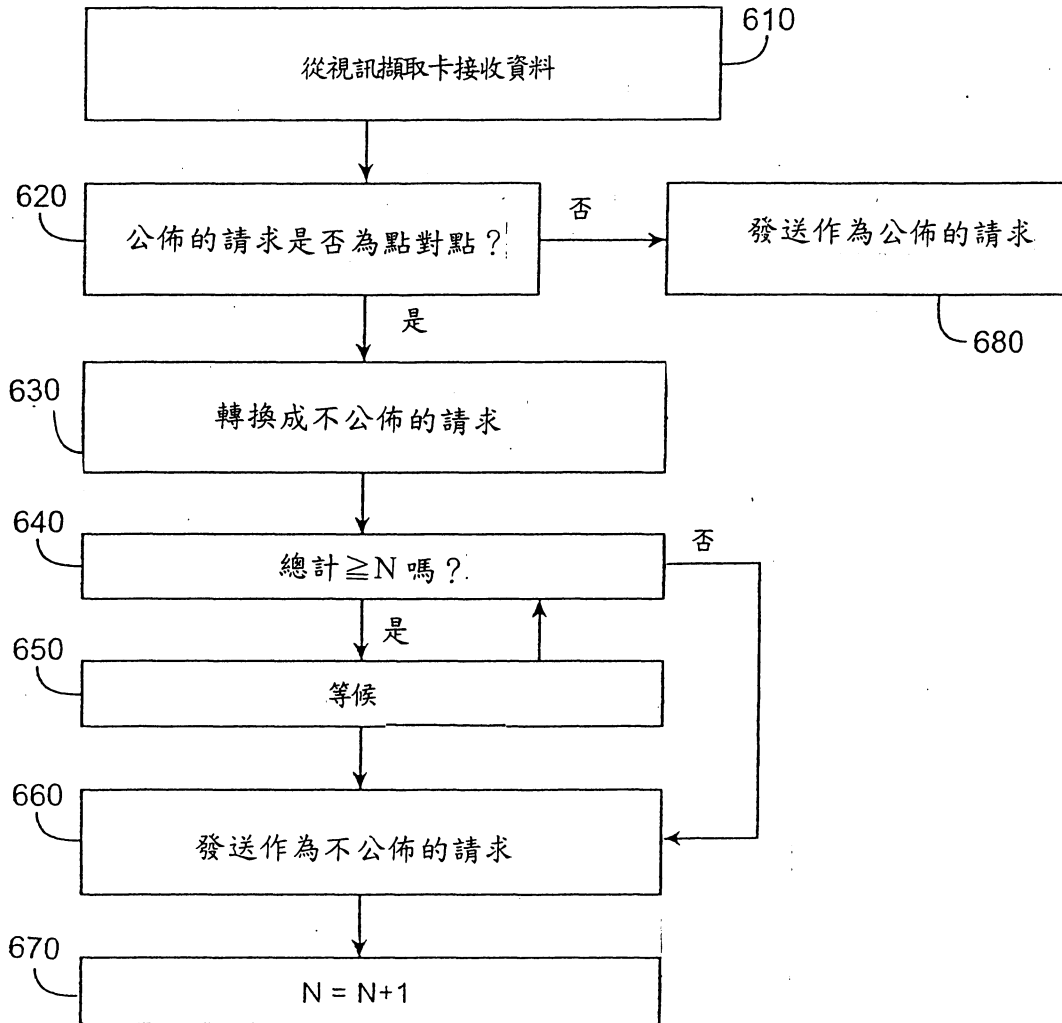 610
從視訊擷取卡接收資料
620
公佈的請求是否為點對點?
否
發送作為公佈的請求
680
是
630
轉換成不公佈的請求
640
總計≧N 嗎?
否
是
650
等候
660
發送作為不公佈的請求
670
N = N+1